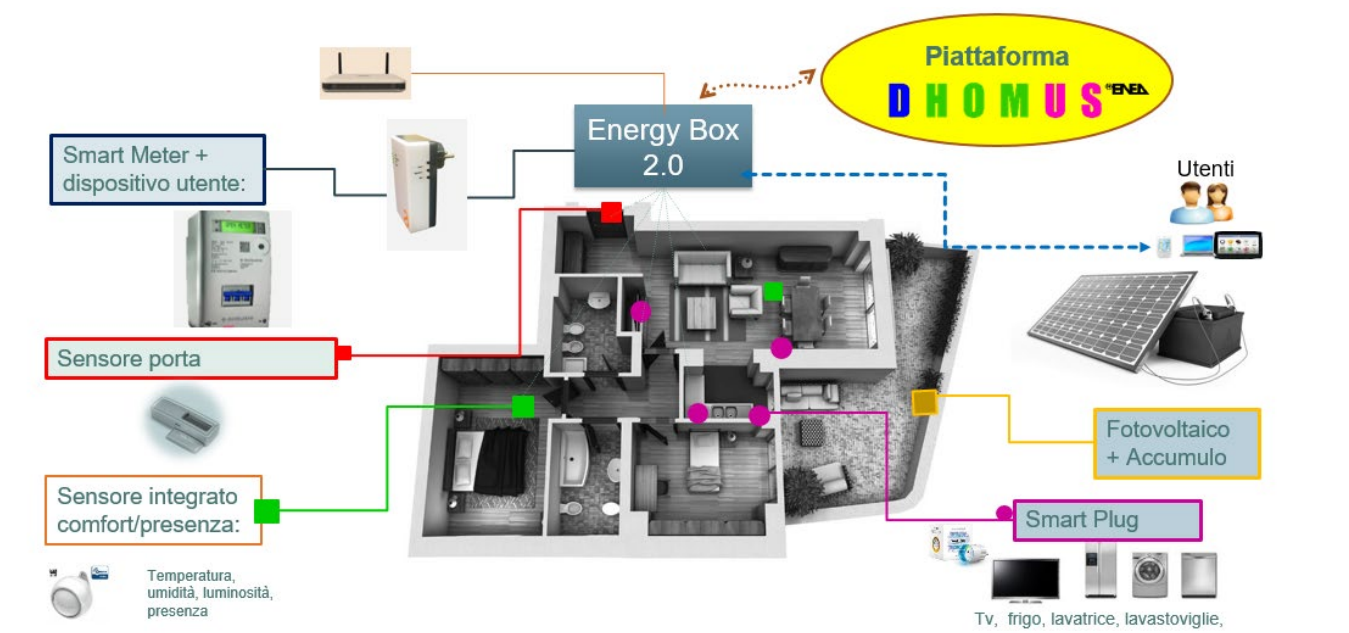 Piattaforma
DHOMUS ENEA
Energy Box
2.0
Smart Meter +
dispositivo utente:
Utenti
Sensore porta
Fotovoltaico
+ Accumulo
Sensore integrato
comfort/presenza:
Smart Plug
Temperatura,
umidità, luminosità,
presenza
Tv, frigo, lavatrice, lavastoviglie,